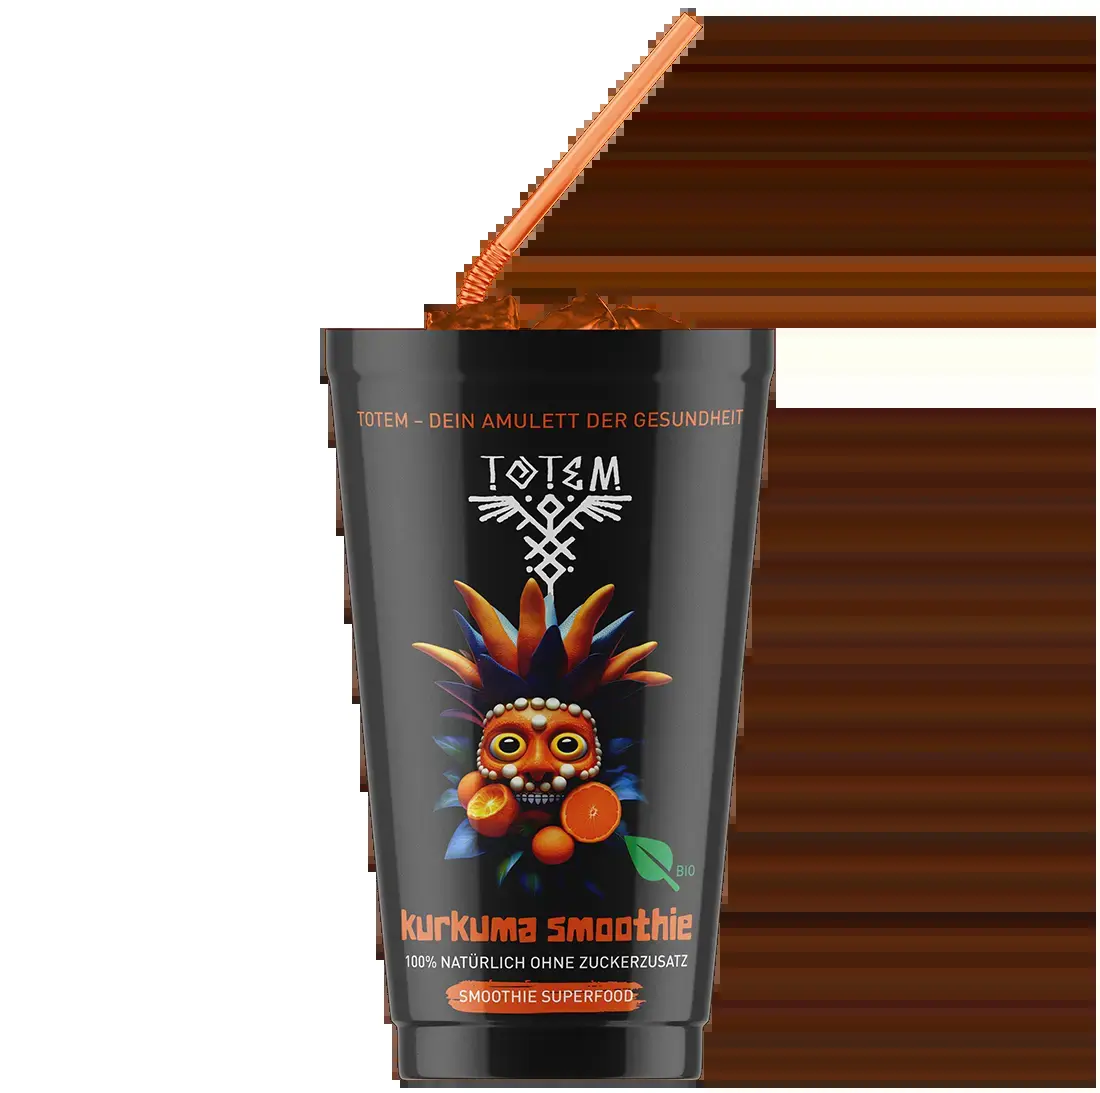 TOTEM – DEIN AMULETT DER GESUNDHEIT
TOTEM
BIO
kurkuma smoothie
100% NATÜRLICH OHNE ZUCKERZUSATZ
SMOOTHIE SUPERFOOD